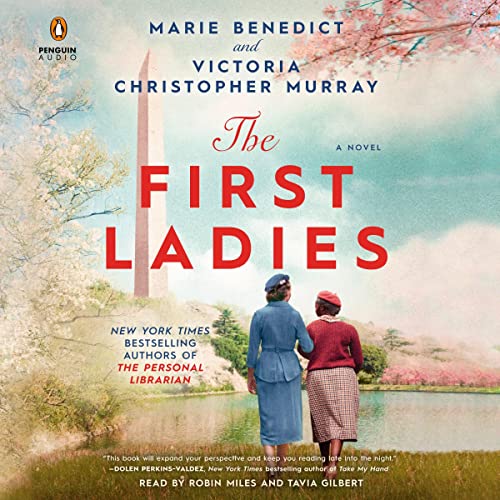 MARIE BENEDICT
and
VICTORIA
CHRISTOPHER MURRAY
PENGUIN
AUDIO
The
A NOVEL
FIRST
LADIES
NEW YORK TIMES
BESTSELLING
AUTHORS OF
THE PERSONAL
LIBRARIAN
"This book will expand your perspective and keep you reading late into the night."
—DOLEN PERKINS-VALDEZ, New York Times bestselling author of Take My Hand
READ BY ROBIN MILES AND TAVIA GILBERT